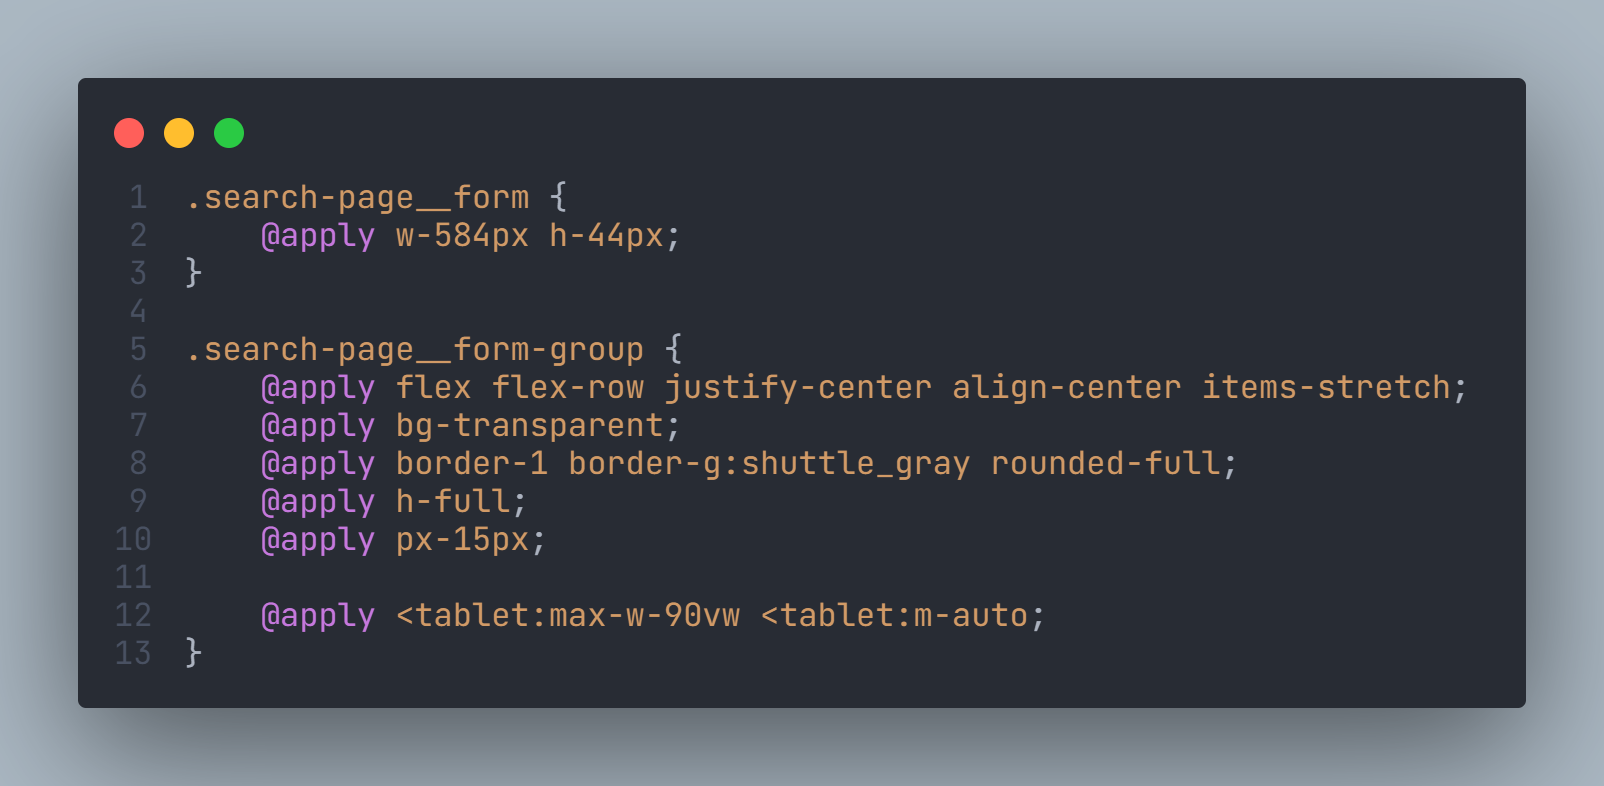 1 .search-page__form {
2     @apply w-584px h-44px;
3 }
4
5 .search-page__form-group {
6     @apply flex flex-row justify-center align-center items-stretch;
7     @apply bg-transparent;
8     @apply border-1 border-g:shuttle_gray rounded-full;
9     @apply h-full;
10     @apply px-15px;
11
12     @apply <tablet:max-w-90vw <tablet:m-auto;
13 }